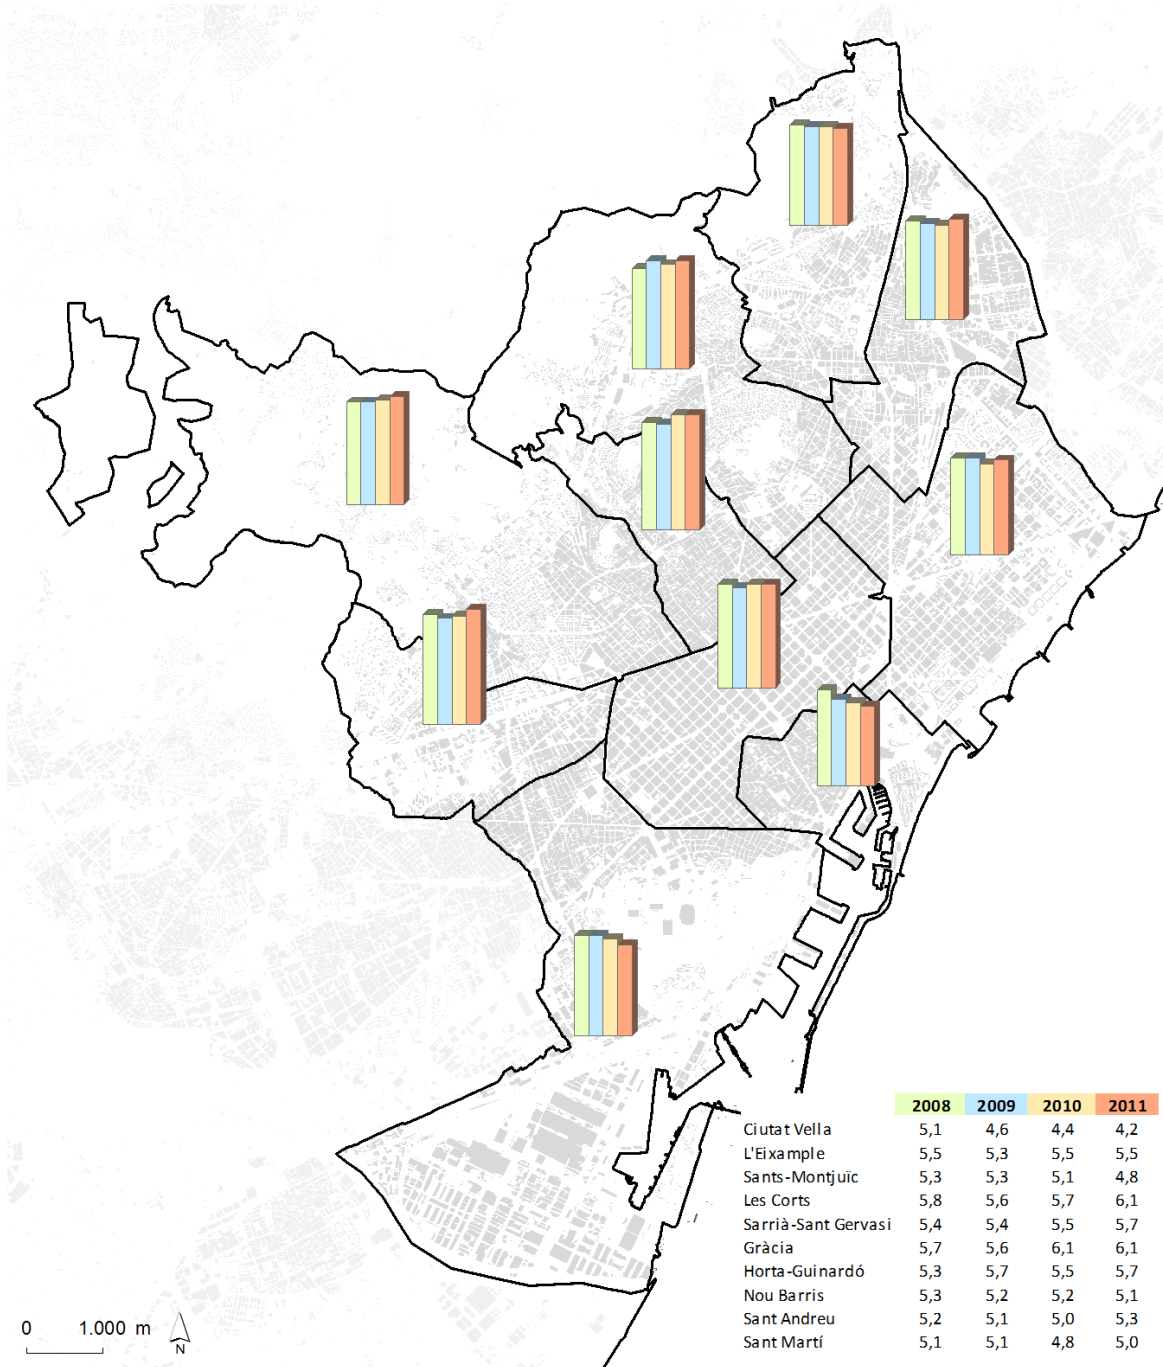 2008 2009 2010 2011
Ciutat Vella 5,1 4,6 4,4 4,2
L'Eixample 5,5 5,3 5,5 5,5
Sants-Montjuïc 5,3 5,3 5,1 4,8
Les Corts 5,8 5,6 5,7 6,1
Sarrià-Sant Gervasi 5,4 5,4 5,5 5,7
Gràcia 5,7 5,6 6,1 6,1
Horta-Guinardó 5,3 5,7 5,5 5,7
Nou Barris 5,3 5,2 5,2 5,1
Sant Andreu 5,2 5,1 5,0 5,3
Sant Martí 5,1 5,1 4,8 5,0
0 1.000 m
N